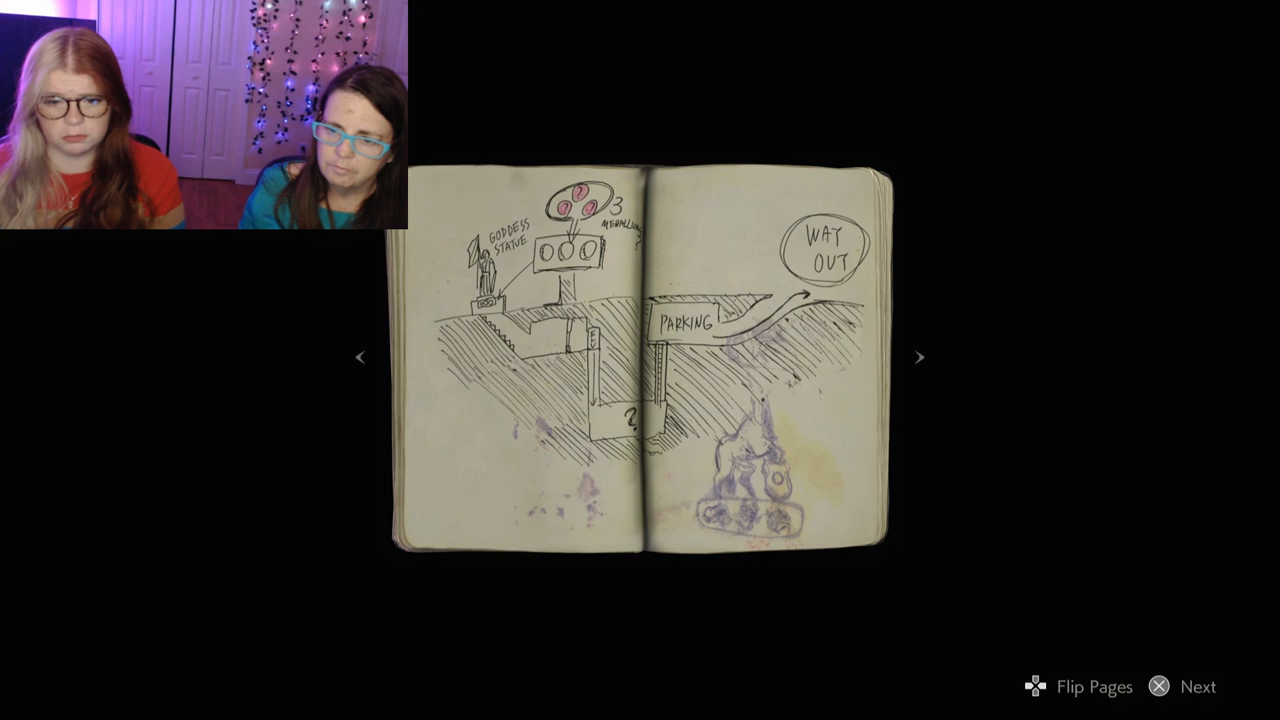 3
MEDALLIONS
?
GODDESS
STATUE
WAY
OUT
PARKING
?
Flip Pages
Next